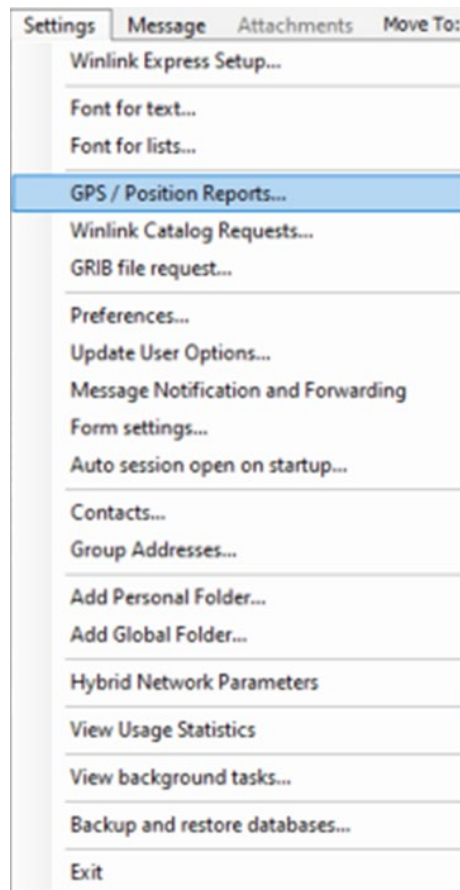 Settings Message Attachments Move To:
Winlink Express Setup...
Font for text...
Font for lists...
GPS / Position Reports...
Winlink Catalog Requests...
GRIB file request...
Preferences...
Update User Options...
Message Notification and Forwarding
Form settings...
Auto session open on startup...
Contacts...
Group Addresses...
Add Personal Folder...
Add Global Folder...
Hybrid Network Parameters
View Usage Statistics
View background tasks...
Backup and restore databases...
Exit